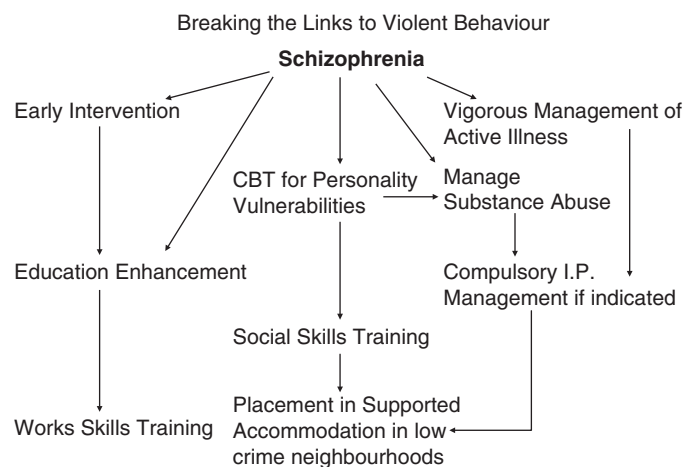 Breaking the Links to Violent Behaviour
Schizophrenia
Early Intervention
Vigorous Management of
Active Illness
CBT for Personality
Vulnerabilities
Manage
Substance Abuse
Education Enhancement
Compulsory I.P.
Management if indicated
Social Skills Training
Works Skills Training
Placement in Supported
Accommodation in low
crime neighbourhoods